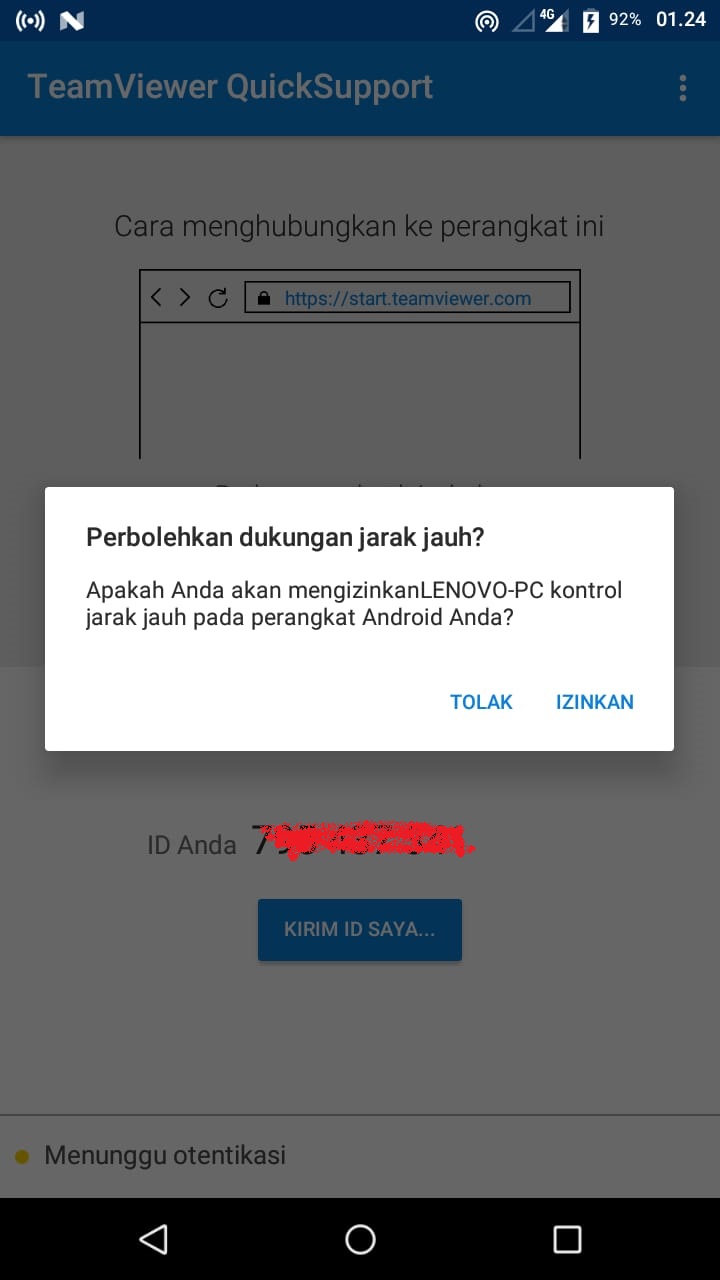 4G 92% 01.24
TeamViewer QuickSupport
Cara menghubungkan ke perangkat ini
https://start.teamviewer.com
Perbolehkan dukungan jarak jauh?
Apakah Anda akan mengizinkanLENOVO-PC kontrol
jarak jauh pada perangkat Android Anda?
TOLAK IZINKAN
ID Anda
KIRIM ID SAYA...
Menunggu otentikasi